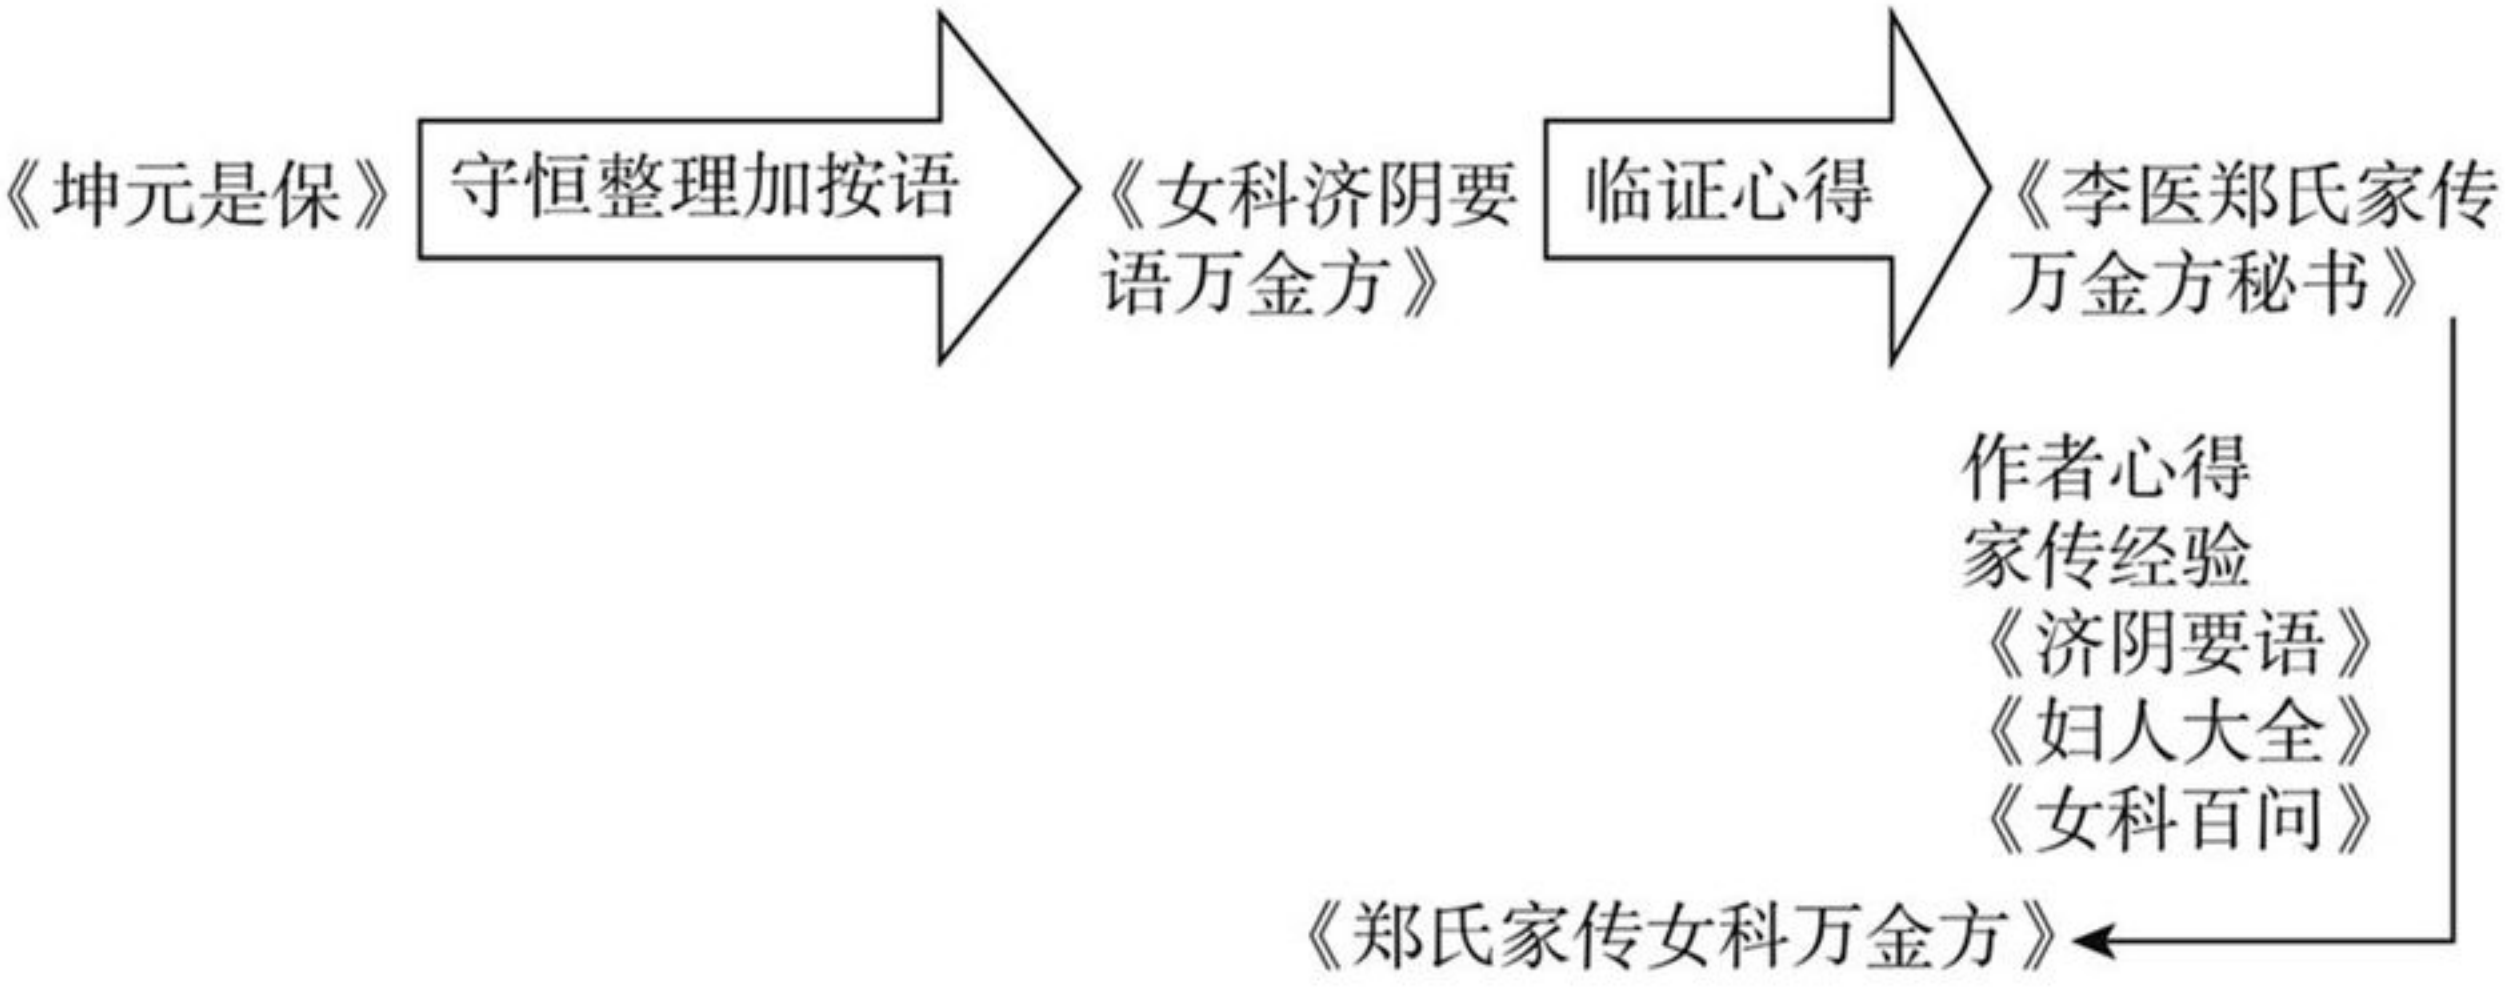 《坤元是保》
守恒整理加按语
《女科济阴要
语万金方》
临证心得
《李医郑氏家传
万金方秘书》
作者心得
家传经验
《济阴要语》
《妇人大全》
《女科百问》
《郑氏家传女科万金方》